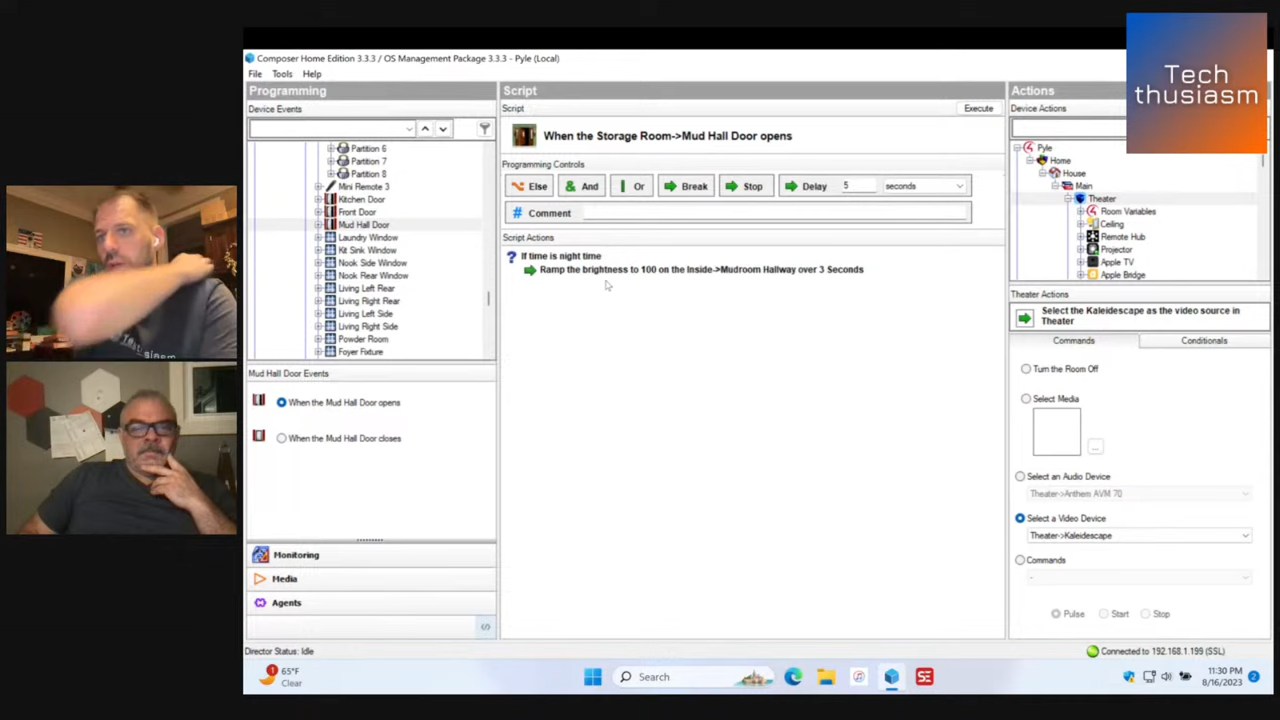 Composer Home Edition 3.3.3 / OS Management Package 3.3.3 - Pyle (Local)
File Tools Help
Programming
Device Events
Partition 6
Partition 7
Partition 8
Mini Remote 3
Kitchen Door
Front Door
Mud Hall Door
Laundry Window
Kit Sink Window
Nook Side Window
Nook Rear Window
Living Left Rear
Living Right Rear
Living Left Side
Living Right Side
Powder Room
Foyer Fixture
Mud Hall Door Events
When the Mud Hall Door opens
When the Mud Hall Door closes
Monitoring
Media
Agents
Director Status: Idle
Script
Script
Execute
When the Storage Room->Mud Hall Door opens
Programming Controls
Else And Or Break Stop Delay 5 seconds
# Comment
Script Actions
? If time is night time
Ramp the brightness to 100 on the Inside->Mudroom Hallway over 3 Seconds
Tech
thusiasm
Actions
Device Actions
Pyle
Home
House
Main
Theater
Room Variables
Ceiling
Remote Hub
Projector
Apple TV
Apple Bridge
Theater Actions
Select the Kaleidescape as the video source in
Theater
Commands Conditionals
Turn the Room Off
Select Media
...
Select an Audio Device
Theater->Anthem AVM 70
Select a Video Device
Theater->Kaleidescape
Commands
-
Pulse Start Stop
Connected to 192.168.1.199 (SSL)
1
65°F
Clear
Search
SE
11:30 PM
8/16/2023
2